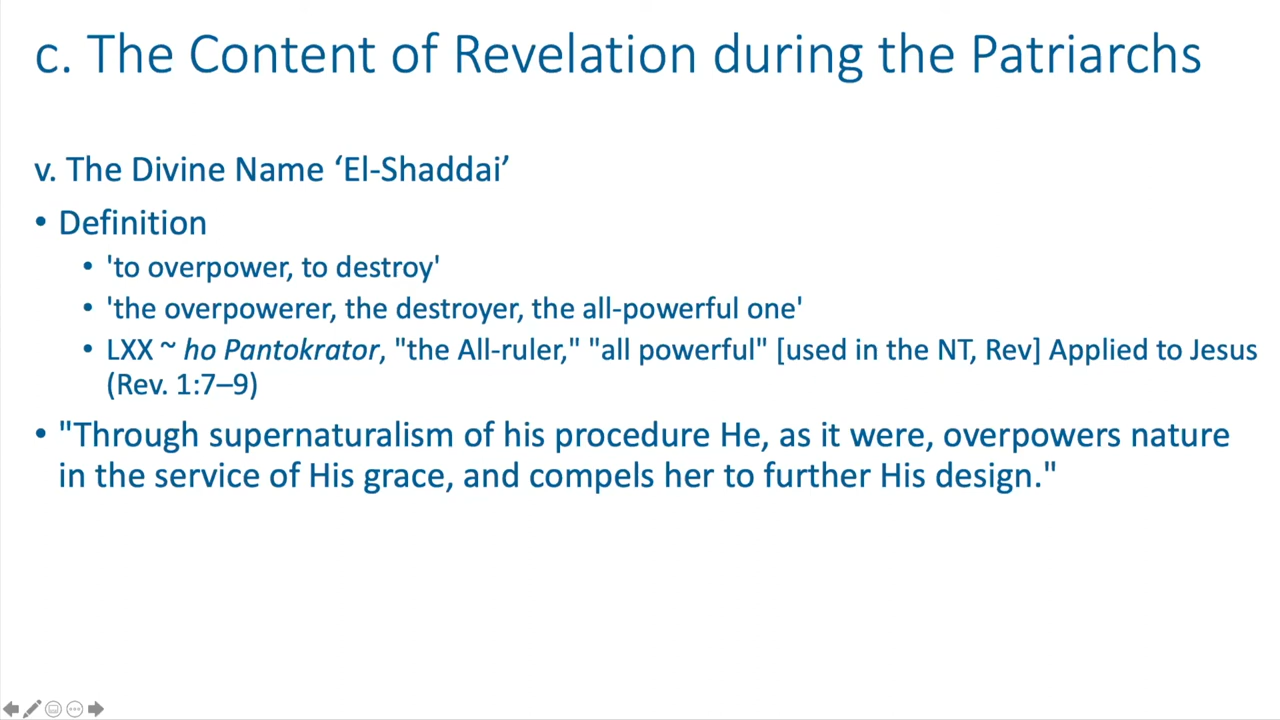 c. The Content of Revelation during the Patriarchs
v. The Divine Name ‘El-Shaddai’
• Definition
• 'to overpower, to destroy'
• 'the overpowerer, the destroyer, the all-powerful one'
• LXX ~ ho Pantokrator, "the All-ruler," "all powerful" [used in the NT, Rev] Applied to Jesus
(Rev. 1:7–9)
• "Through supernaturalism of his procedure He, as it were, overpowers nature
in the service of His grace, and compels her to further His design."